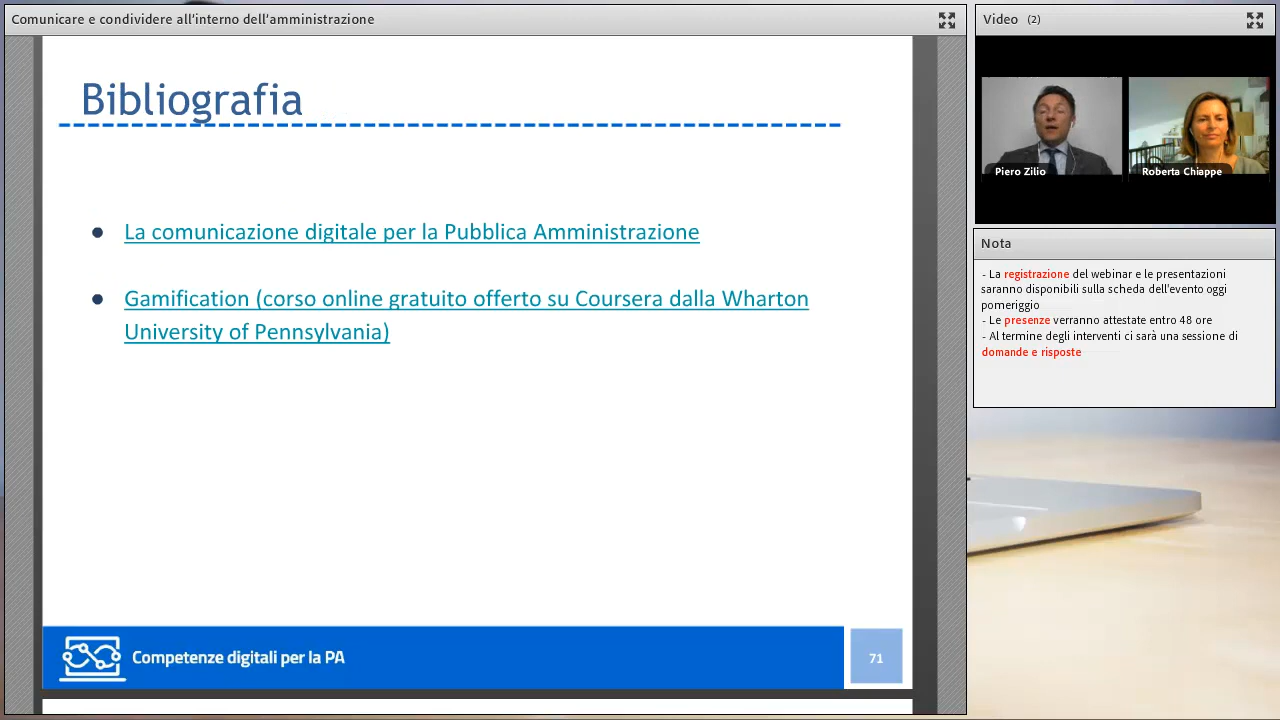 Comunicare e condividere all'interno dell'amministrazione
Bibliografia
● La comunicazione digitale per la Pubblica Amministrazione
● Gamification (corso online gratuito offerto su Coursera dalla Wharton
University of Pennsylvania)
Competenze digitali per la PA
71
Video (2)
Piero Zilio
Roberta Chiappe
Nota
- La registrazione del webinar e le presentazioni
saranno disponibili sulla scheda dell'evento oggi
pomeriggio
- Le presenze verranno attestate entro 48 ore
- Al termine degli interventi ci sarà una sessione di
domande e risposte